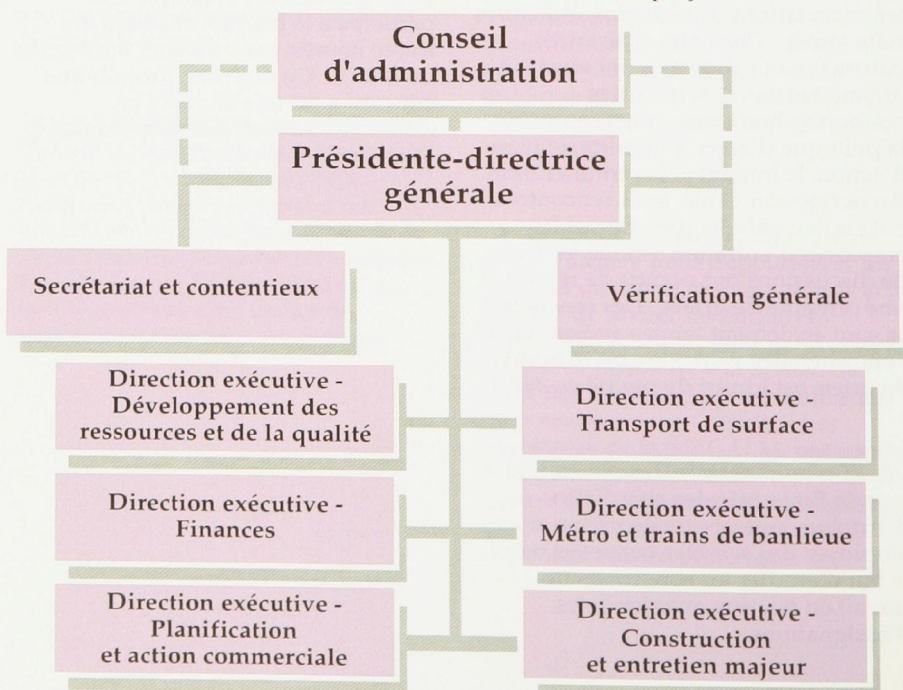 Conseil
d'administration
Présidente-directrice
générale
Secrétariat et contentieux
Vérification générale
Direction exécutive -
Développement des
ressources et de la qualité
Direction exécutive -
Transport de surface
Direction exécutive -
Finances
Direction exécutive -
Métro et trains de banlieue
Direction exécutive -
Planification
et action commerciale
Direction exécutive -
Construction
et entretien majeur